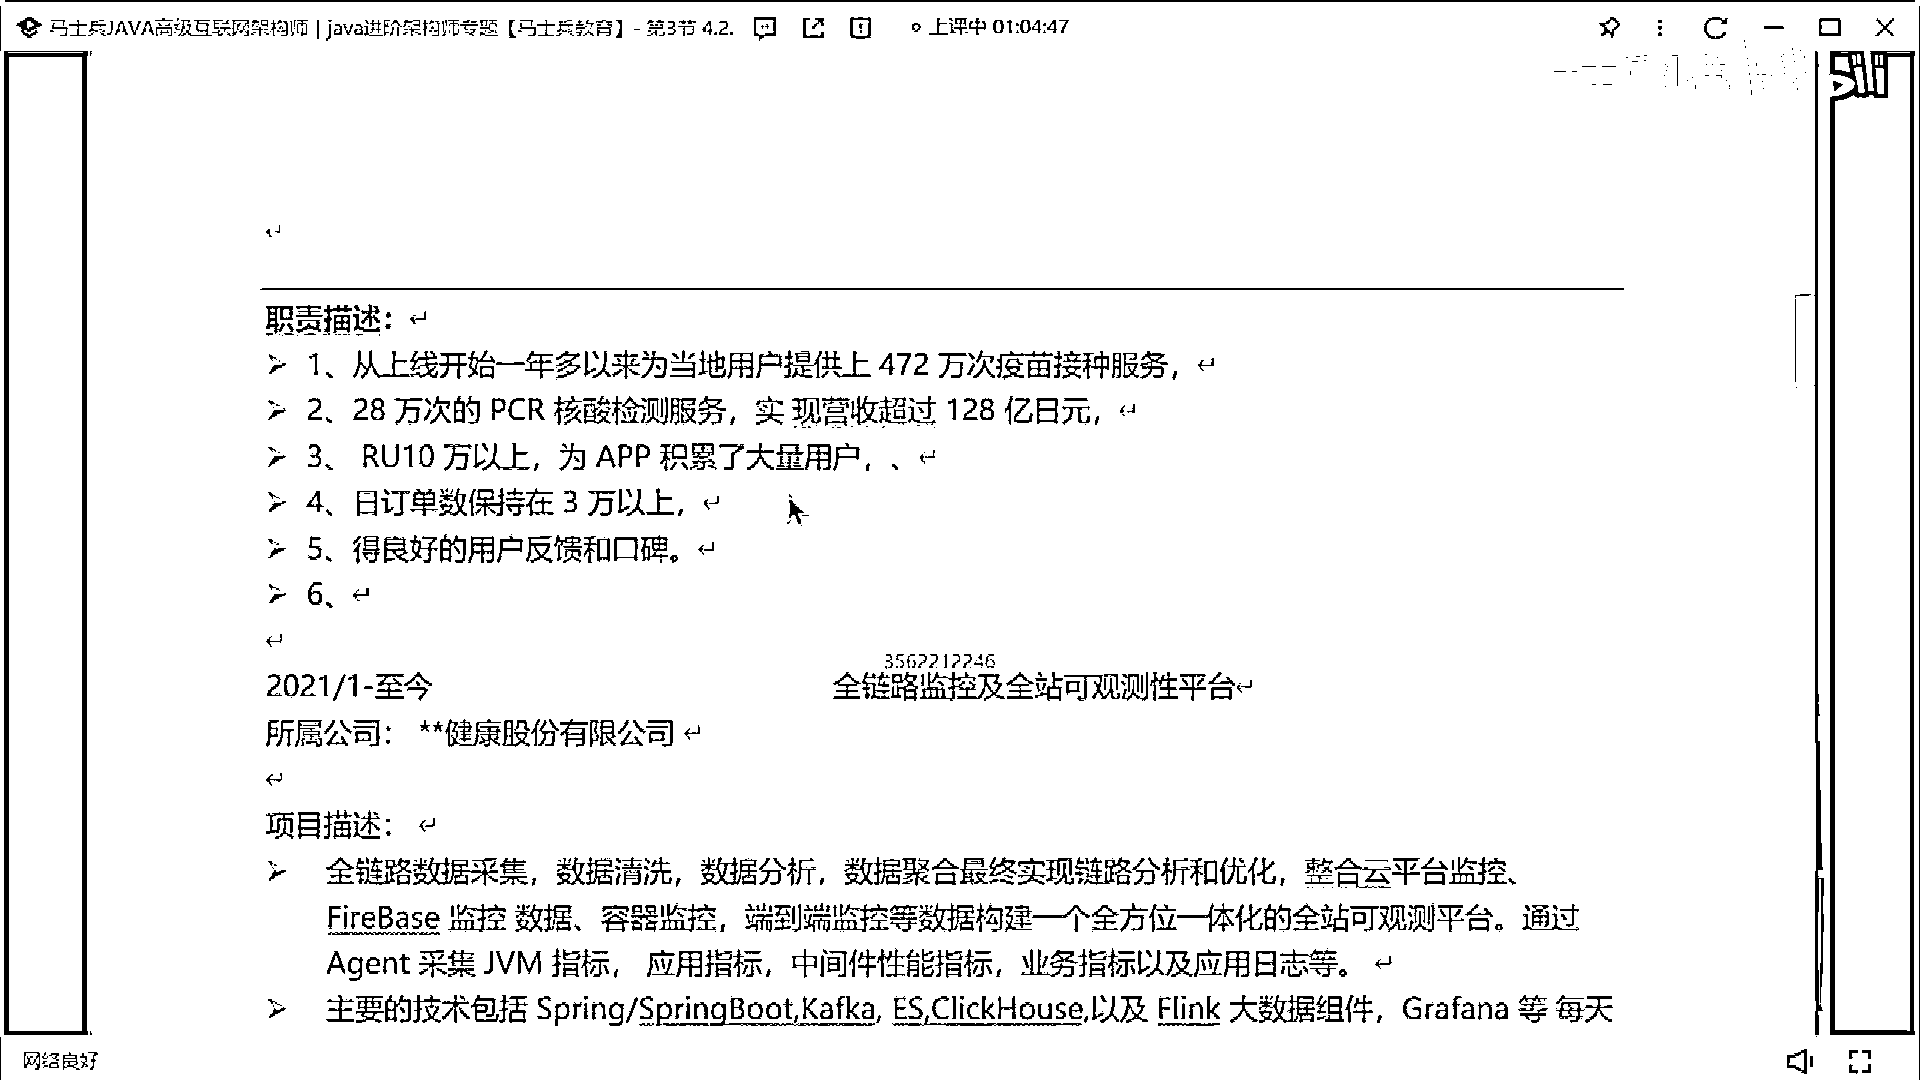 马士兵JAVA高级互联网架构师 | java进阶架构师专题【马士兵教育】- 第3节 4.2. 上课中 01:04:47
职责描述：
➢ 1、从上线开始一年多以来为当地用户提供上 472 万次疫苗接种服务，
➢ 2、28 万次的 PCR 核酸检测服务，实 现营收超过 128 亿日元，
➢ 3、 RU10 万以上，为 APP 积累了大量用户，、
➢ 4、日订单数保持在 3 万以上，
➢ 5、得良好的用户反馈和口碑。
➢ 6、
3562212246
2021/1-至今 全链路监控及全站可观测性平台
所属公司： **健康股份有限公司
项目描述：
➢ 全链路数据采集，数据清洗，数据分析，数据聚合最终实现链路分析和优化，整合云平台监控、
FireBase 监控 数据、容器监控，端到端监控等数据构建一个全方位一体化的全站可观测平台。通过
Agent 采集 JVM 指标， 应用指标，中间件性能指标，业务指标以及应用日志等。
➢ 主要的技术包括 Spring/SpringBoot,Kafka, ES,ClickHouse,以及 Flink 大数据组件，Grafana 等 每天
网络良好